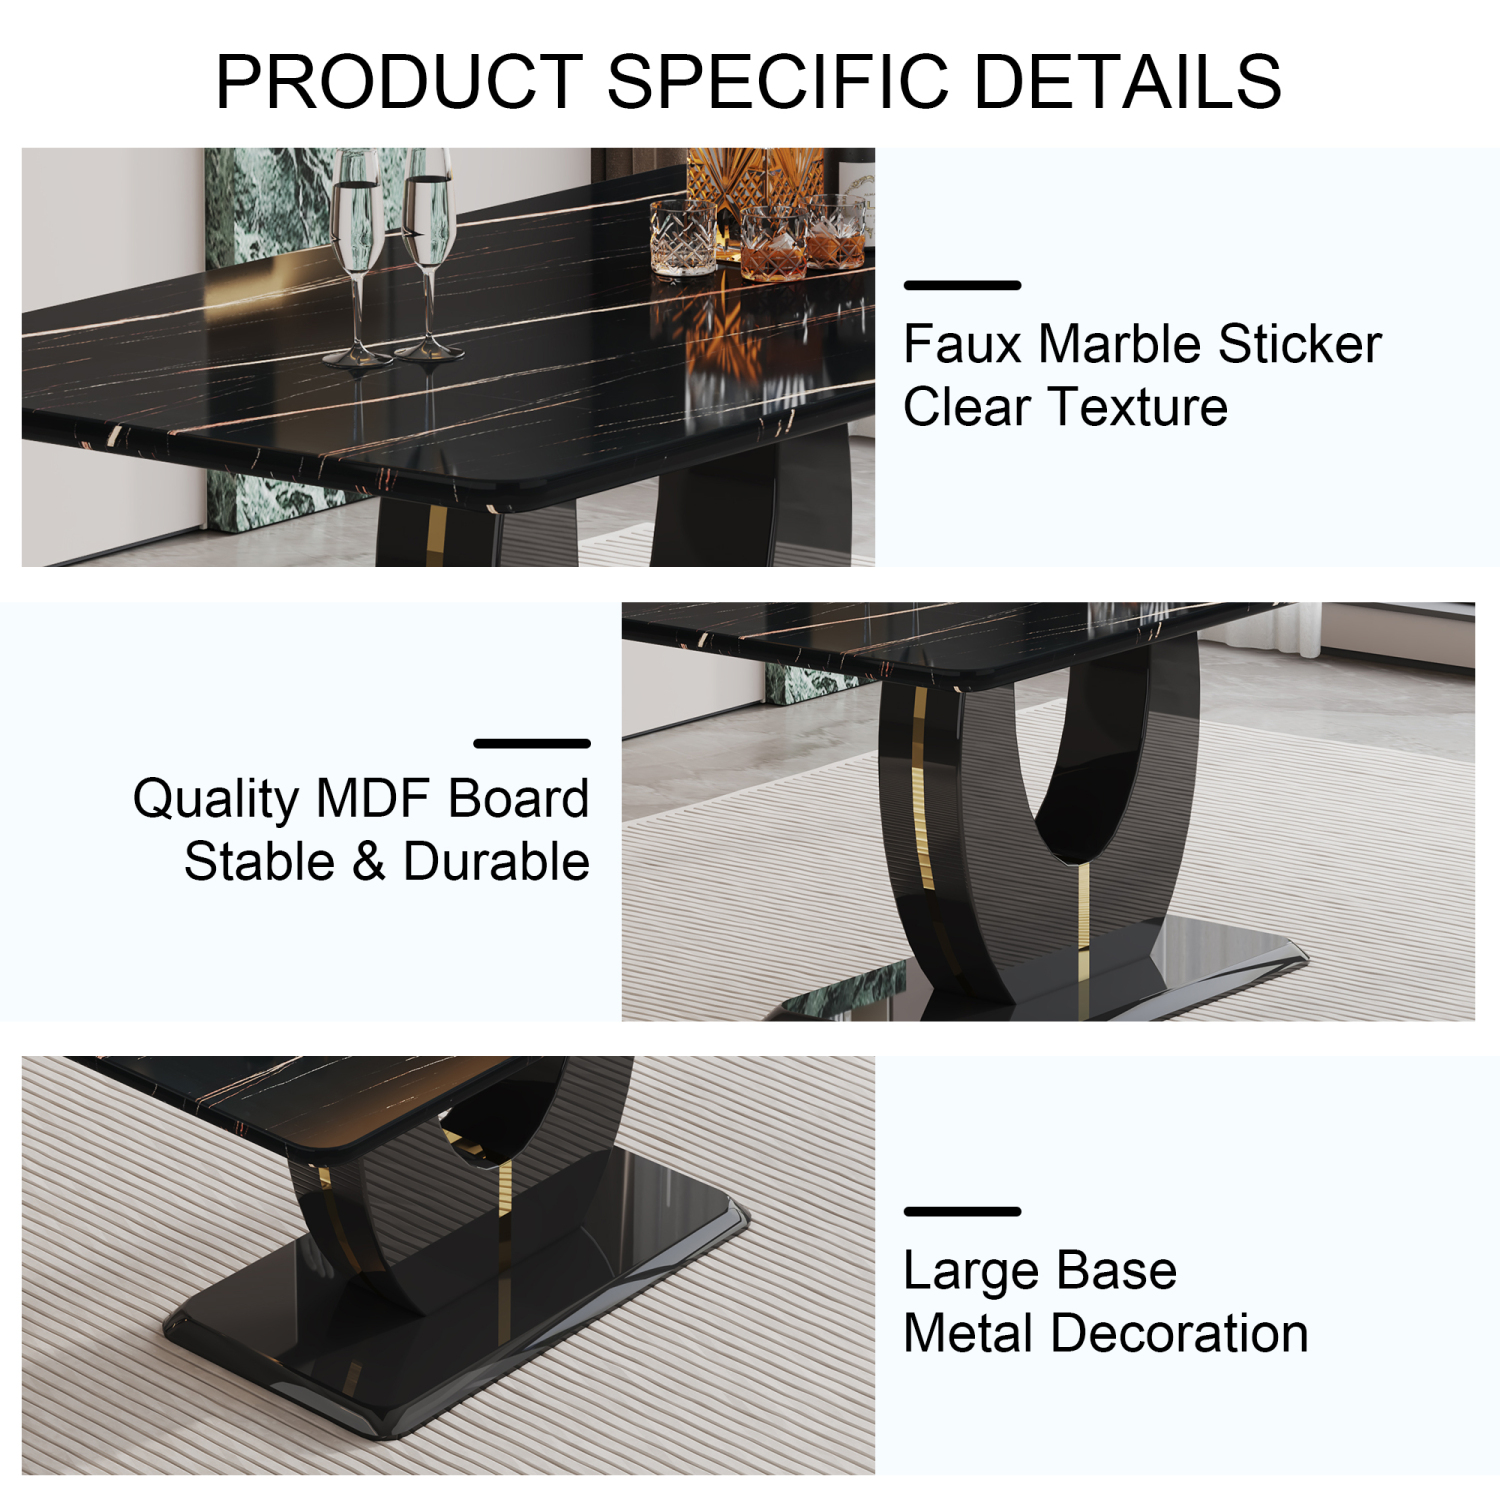 PRODUCT SPECIFIC DETAILS
Faux Marble Sticker
Clear Texture
Quality MDF Board
Stable & Durable
Large Base
Metal Decoration